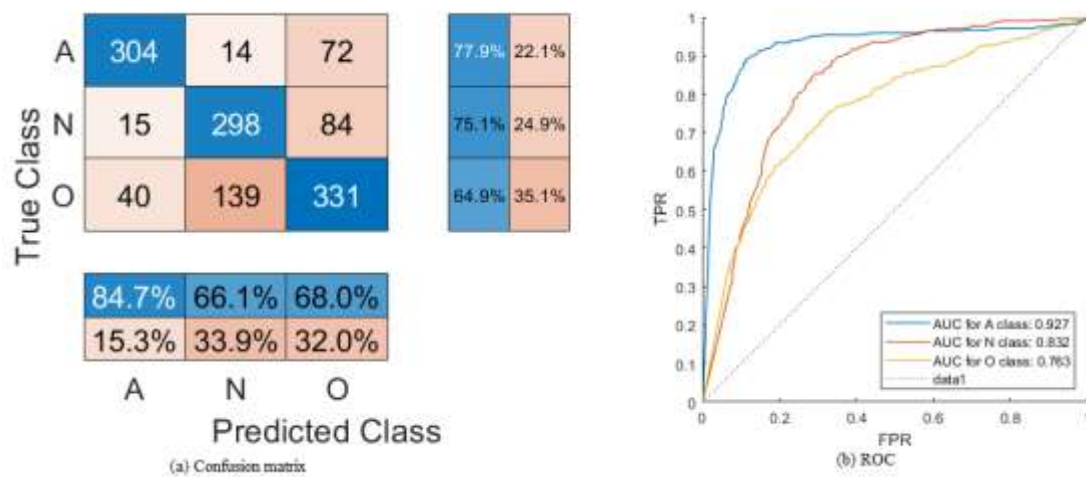 True Class
A 304 14 72 77.9% 22.1%
N 15 298 84 75.1% 24.9%
O 40 139 331 64.9% 35.1%
84.7% 66.1% 68.0%
15.3% 33.9% 32.0%
A N O
Predicted Class
(a) Confusion matrix
TPR
1
0.9
0.8
0.7
0.6
0.5
0.4
0.3
0.2
0.1
0
0 0.2 0.4 0.6 0.8 1
FPR
AUC for A class: 0.927
AUC for N class: 0.832
AUC for O class: 0.763
data1
(b) ROC